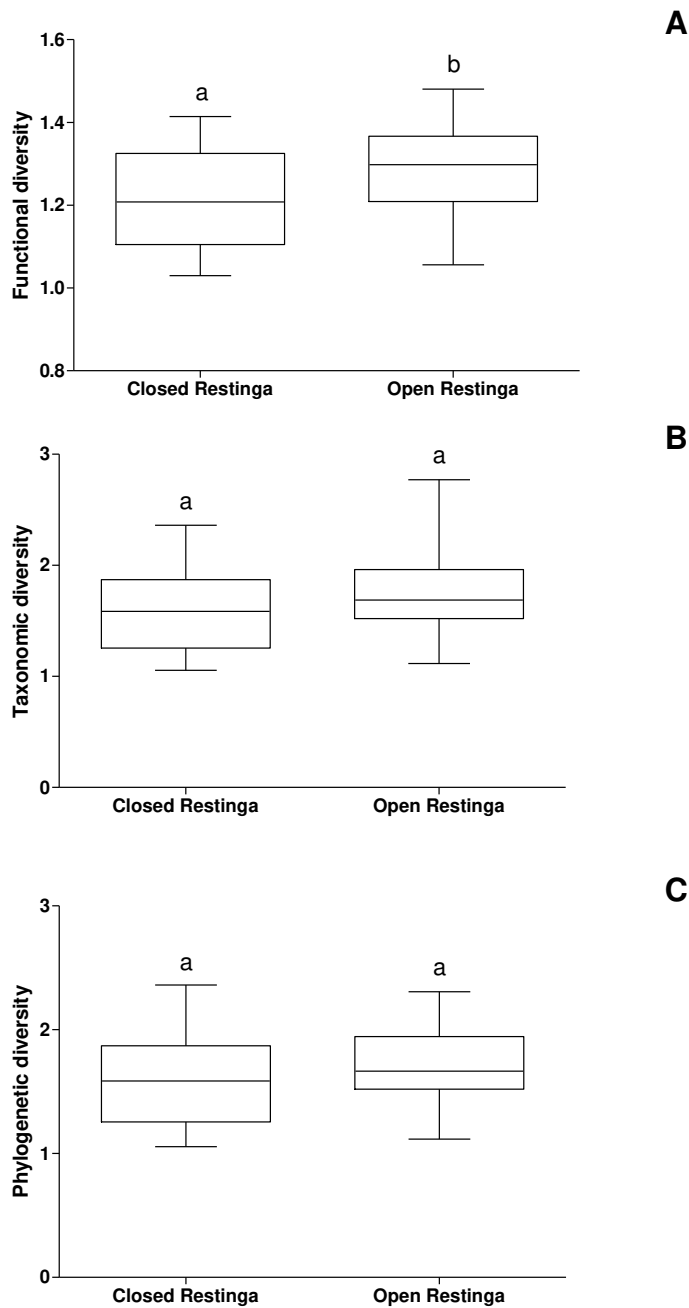 A
1.6
a
b
1.4
1.2
1.0
0.8
Functional diversity
Closed Restinga Open Restinga
B
3
a
a
2
1
0
Taxonomic diversity
Closed Restinga Open Restinga
C
3
a
a
2
1
0
Phylogenetic diversity
Closed Restinga Open Restinga